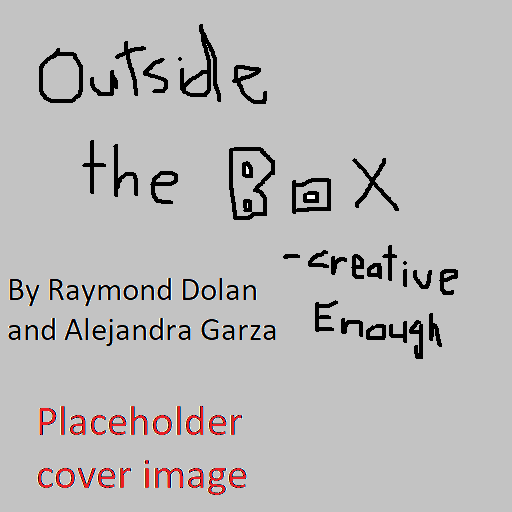 Outside
the Box
-creative
Enough
By Raymond Dolan
and Alejandra Garza
Placeholder
cover image